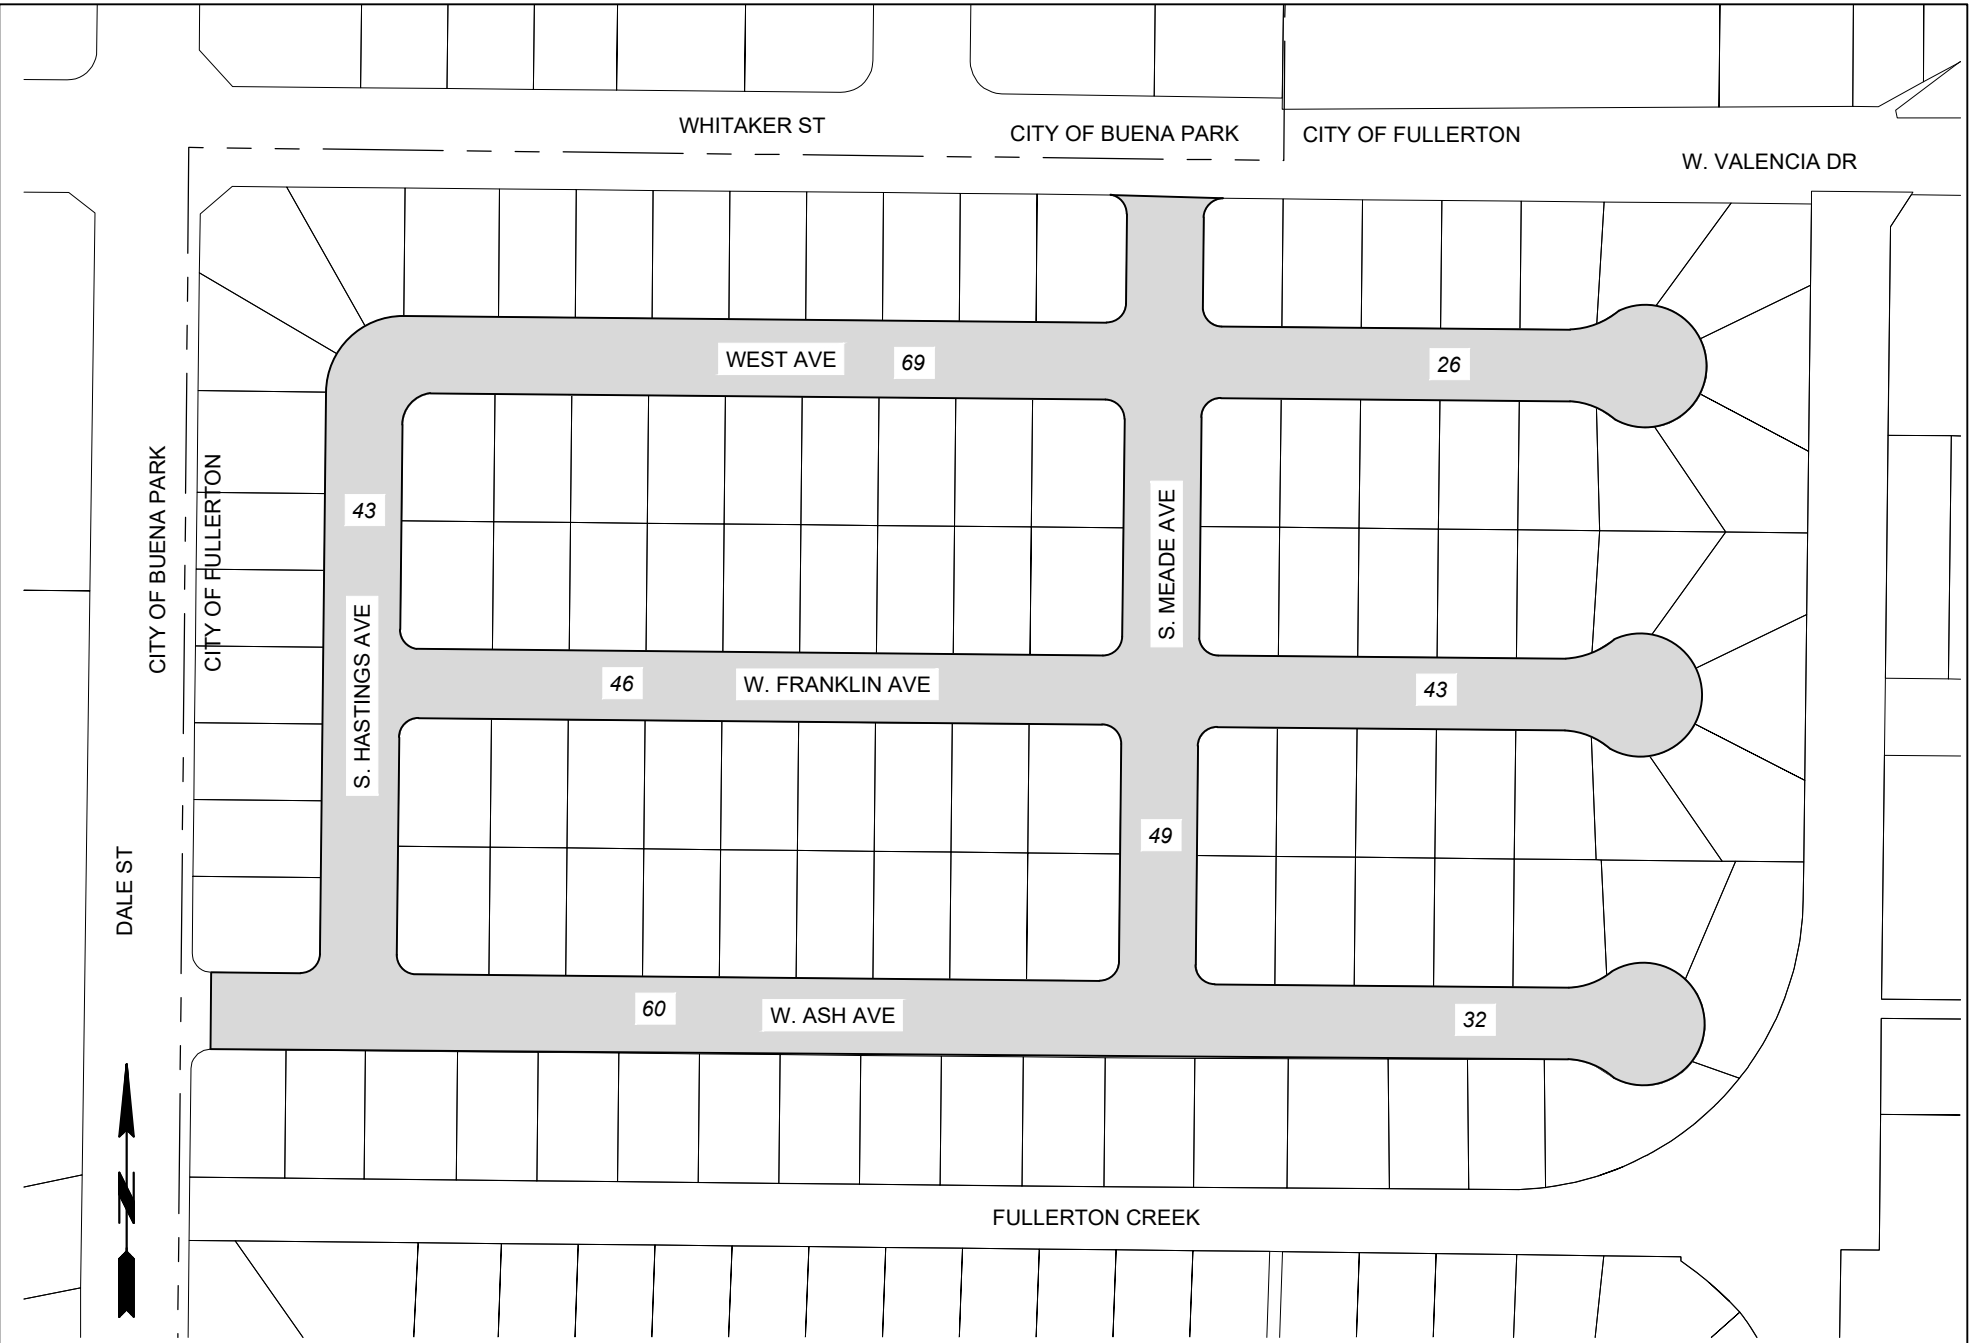 WHITAKER ST
CITY OF BUENA PARK
CITY OF FULLERTON
W. VALENCIA DR
WEST AVE
69
26
CITY OF BUENA PARK
CITY OF FULLERTON
43
S. HASTINGS AVE
S. MEADE AVE
46
W. FRANKLIN AVE
43
49
DALE ST
60
W. ASH AVE
32
N
FULLERTON CREEK